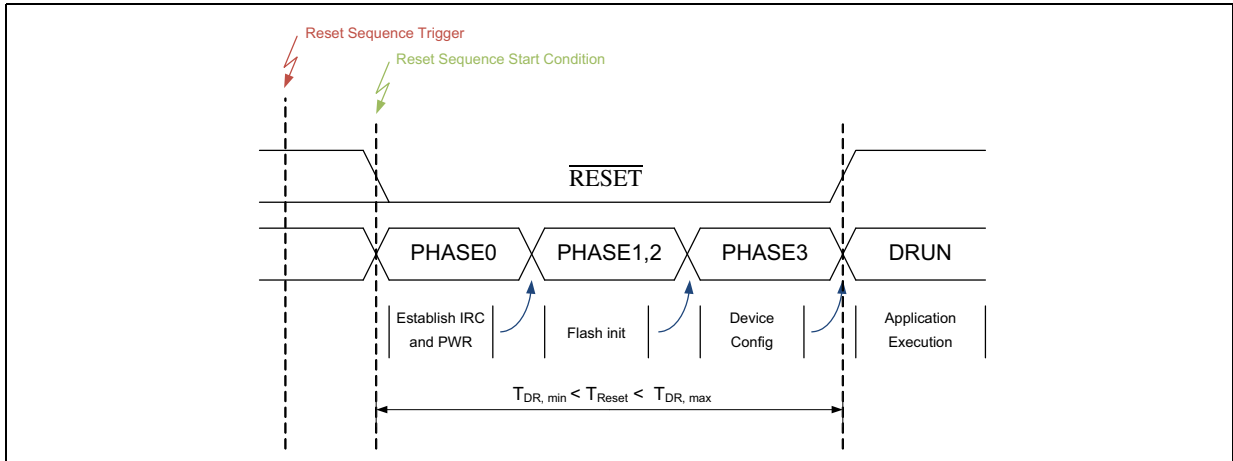 Reset Sequence Trigger
Reset Sequence Start Condition
RESET
PHASE0
PHASE1,2
PHASE3
DRUN
Establish IRC
and PWR
Flash init
Device
Config
Application
Execution
TDR, min < TReset < TDR, max